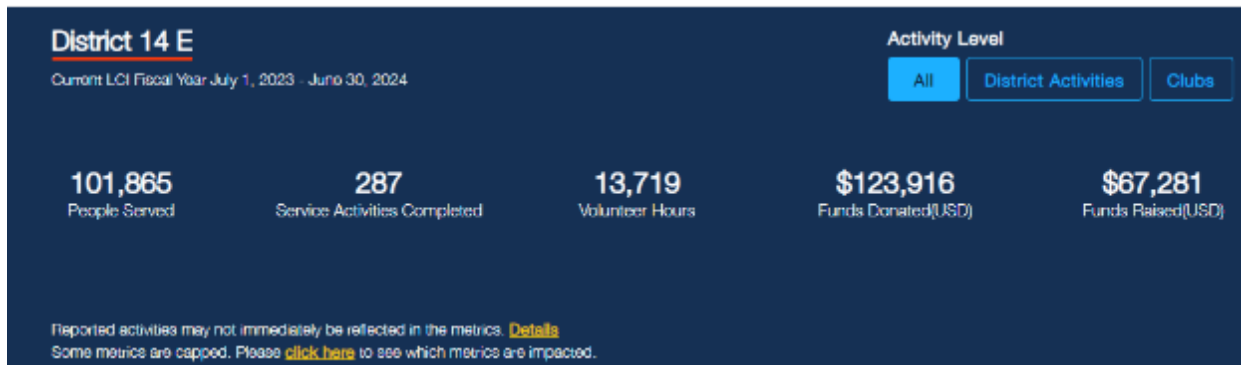 District 14 E
Activity Level
Current LCI Fiscal Year July 1, 2023 - June 30, 2024
All
District Activities
Clubs
101,865
People Served
287
Service Activities Completed
13,719
Volunteer Hours
$123,916
Funds Donated(USD)
$67,281
Funds Raised(USD)
Reported activities may not immediately be reflected in the metrics. Details
Some metrics are capped. Please click here to see which metrics are impacted.